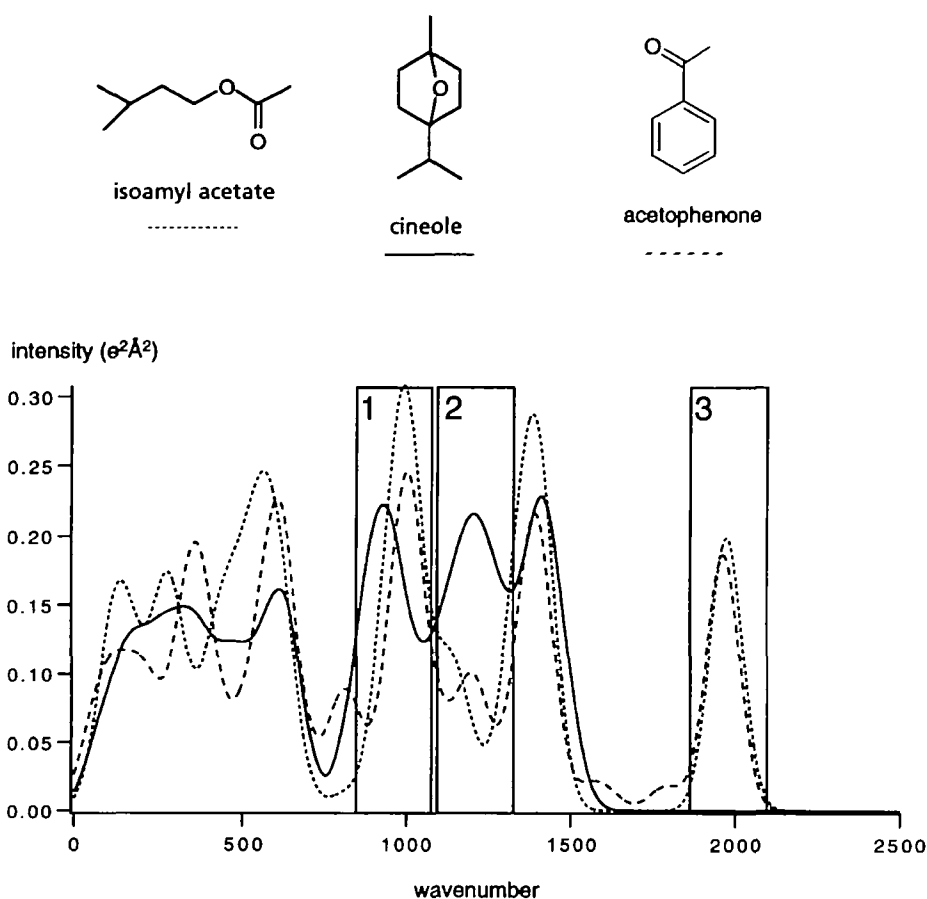 O
O
O
O
isoamyl acetate
cineole
acetophenone
intensity (e²Å²)
0.30
0.25
0.20
0.15
0.10
0.05
0.00
1
2
3
0
500
1000
1500
2000
2500
wavenumber